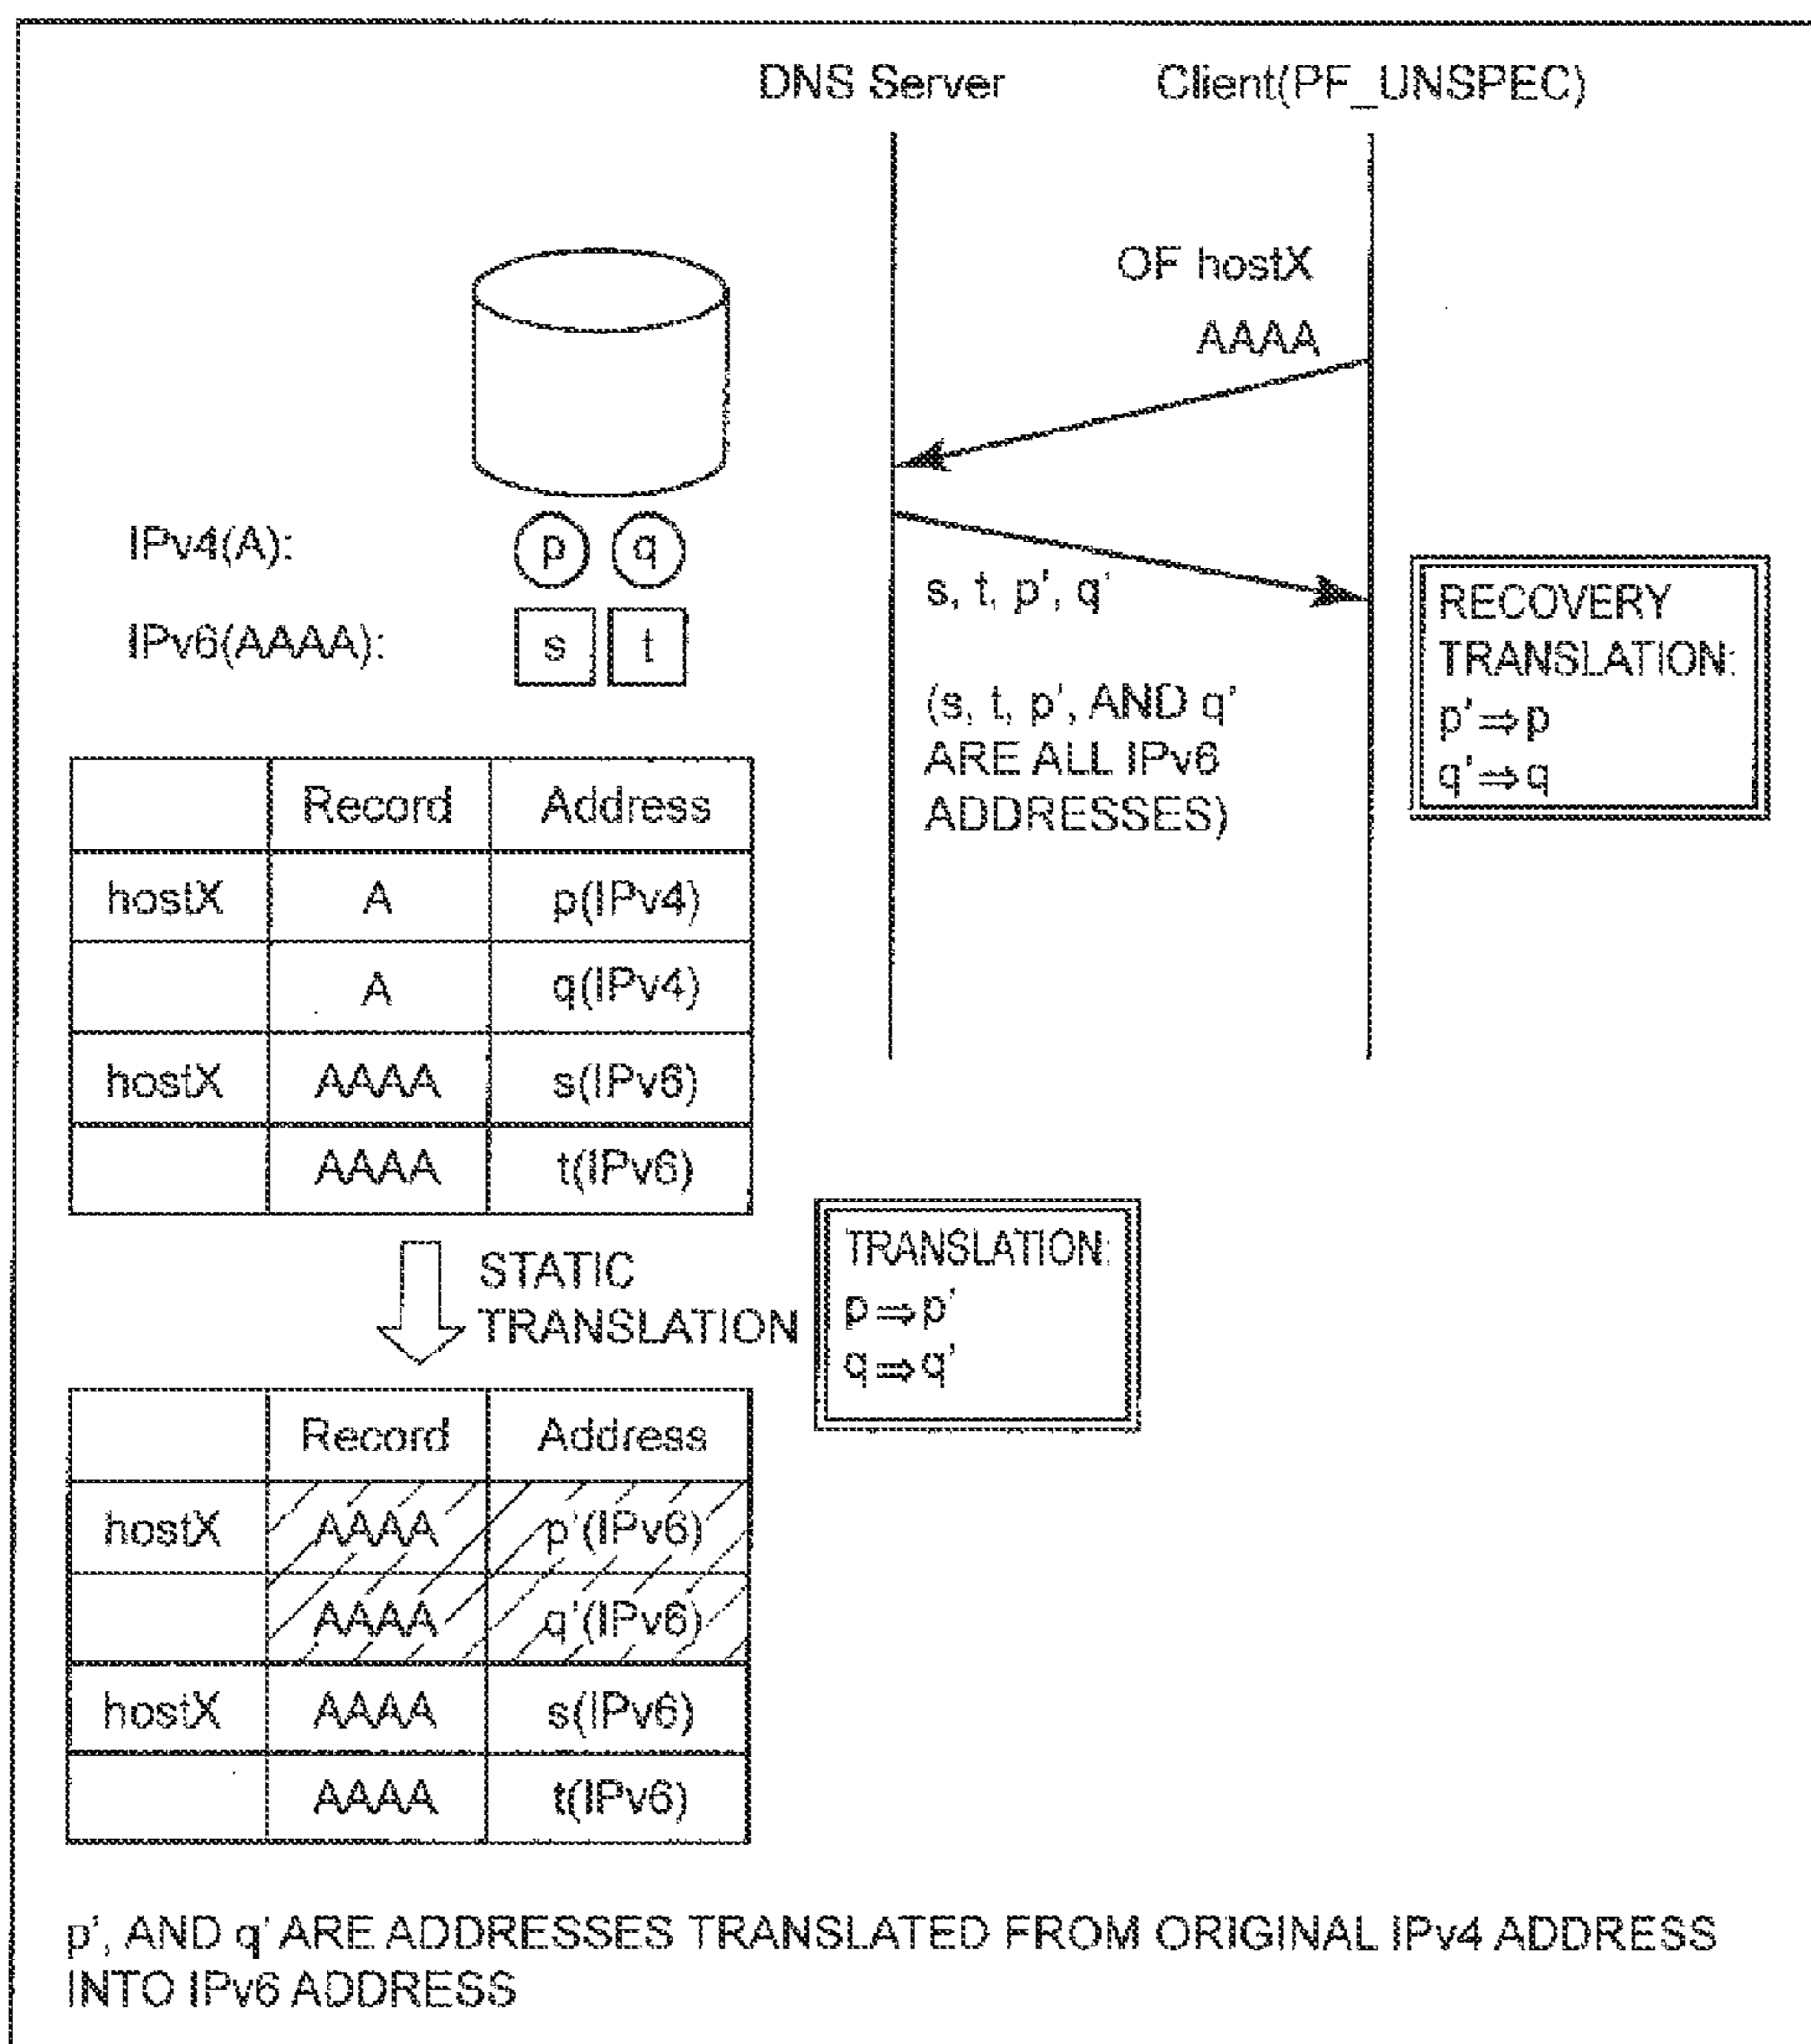 DNS Server Client(PF_UNSPEC)
OF hostX
AAAA
IPv4(A): p q
IPv6(AAAA): s t
s, t, p', q'
(s, t, p', AND q'
ARE ALL IPv6
ADDRESSES)
RECOVERY
TRANSLATION:
p'⇒p
q'⇒q
Record Address
hostX A p(IPv4)
A q(IPv4)
hostX AAAA s(IPv6)
AAAA t(IPv6)
STATIC
TRANSLATION
TRANSLATION:
p⇒p'
q⇒q'
Record Address
hostX AAAA p'(IPv6)
AAAA q'(IPv6)
hostX AAAA s(IPv6)
AAAA t(IPv6)
p', AND q' ARE ADDRESSES TRANSLATED FROM ORIGINAL IPv4 ADDRESS
INTO IPv6 ADDRESS